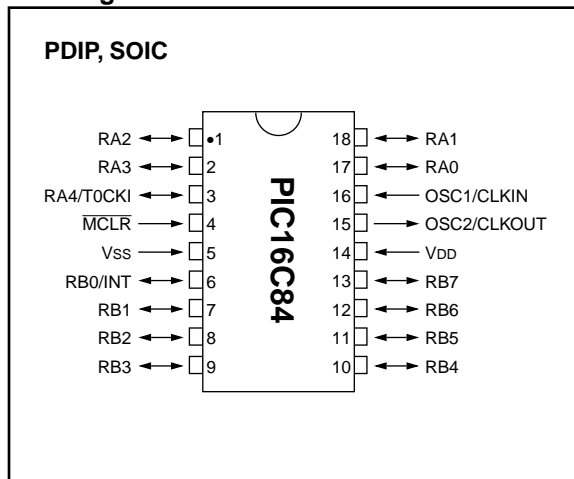 PDIP, SOIC
RA2 •1 18 RA1
RA3 2 17 RA0
RA4/T0CKI 3 16 OSC1/CLKIN
MCLR 4 15 OSC2/CLKOUT
VSS 5 14 VDD
RB0/INT 6 13 RB7
RB1 7 12 RB6
RB2 8 11 RB5
RB3 9 10 RB4
PIC16C84